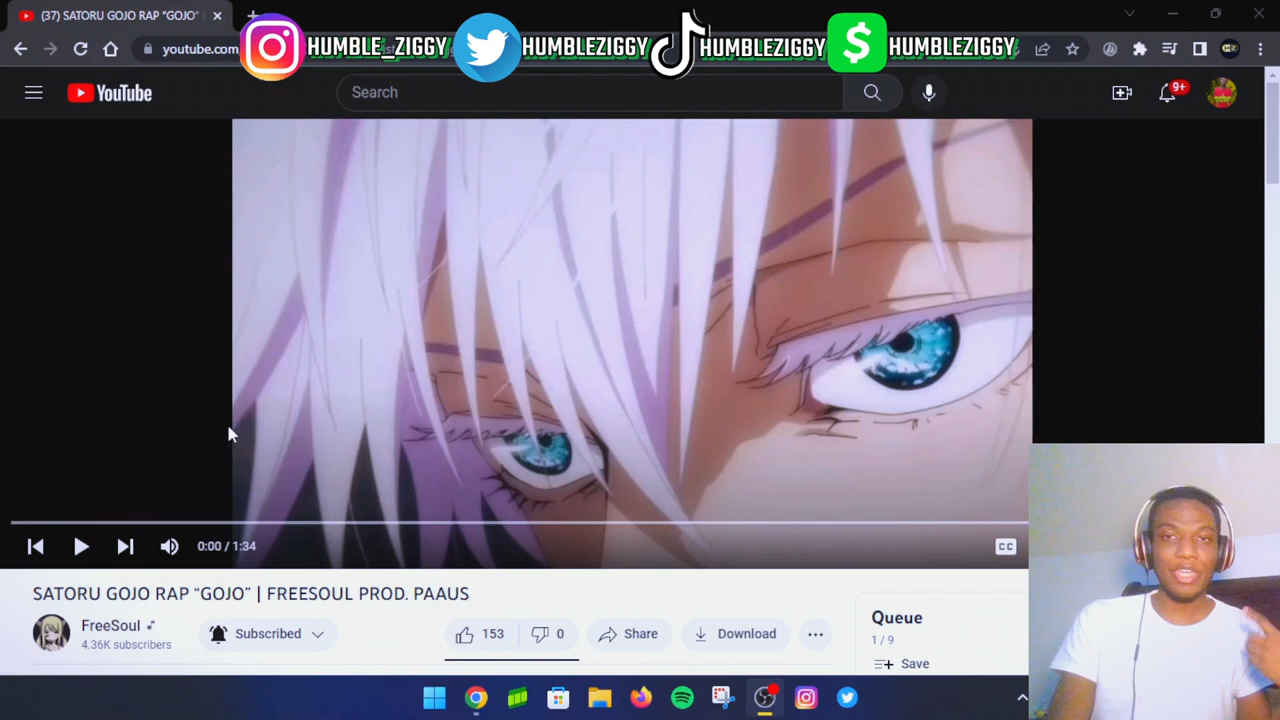 (37) SATORU GOJO RAP “GOJO” |
youtube.com
HUMBLE_ZIGGY HUMBLEZIGGY HUMBLEZIGGY HUMBLEZIGGY
YouTube
Search
9+
0:00 / 1:34
CC
SATORU GOJO RAP “GOJO” | FREESOUL PROD. PAAUS
FreeSoul
4.36K subscribers
Subscribed
153
0
Share
Download
Queue
1 / 9
Save